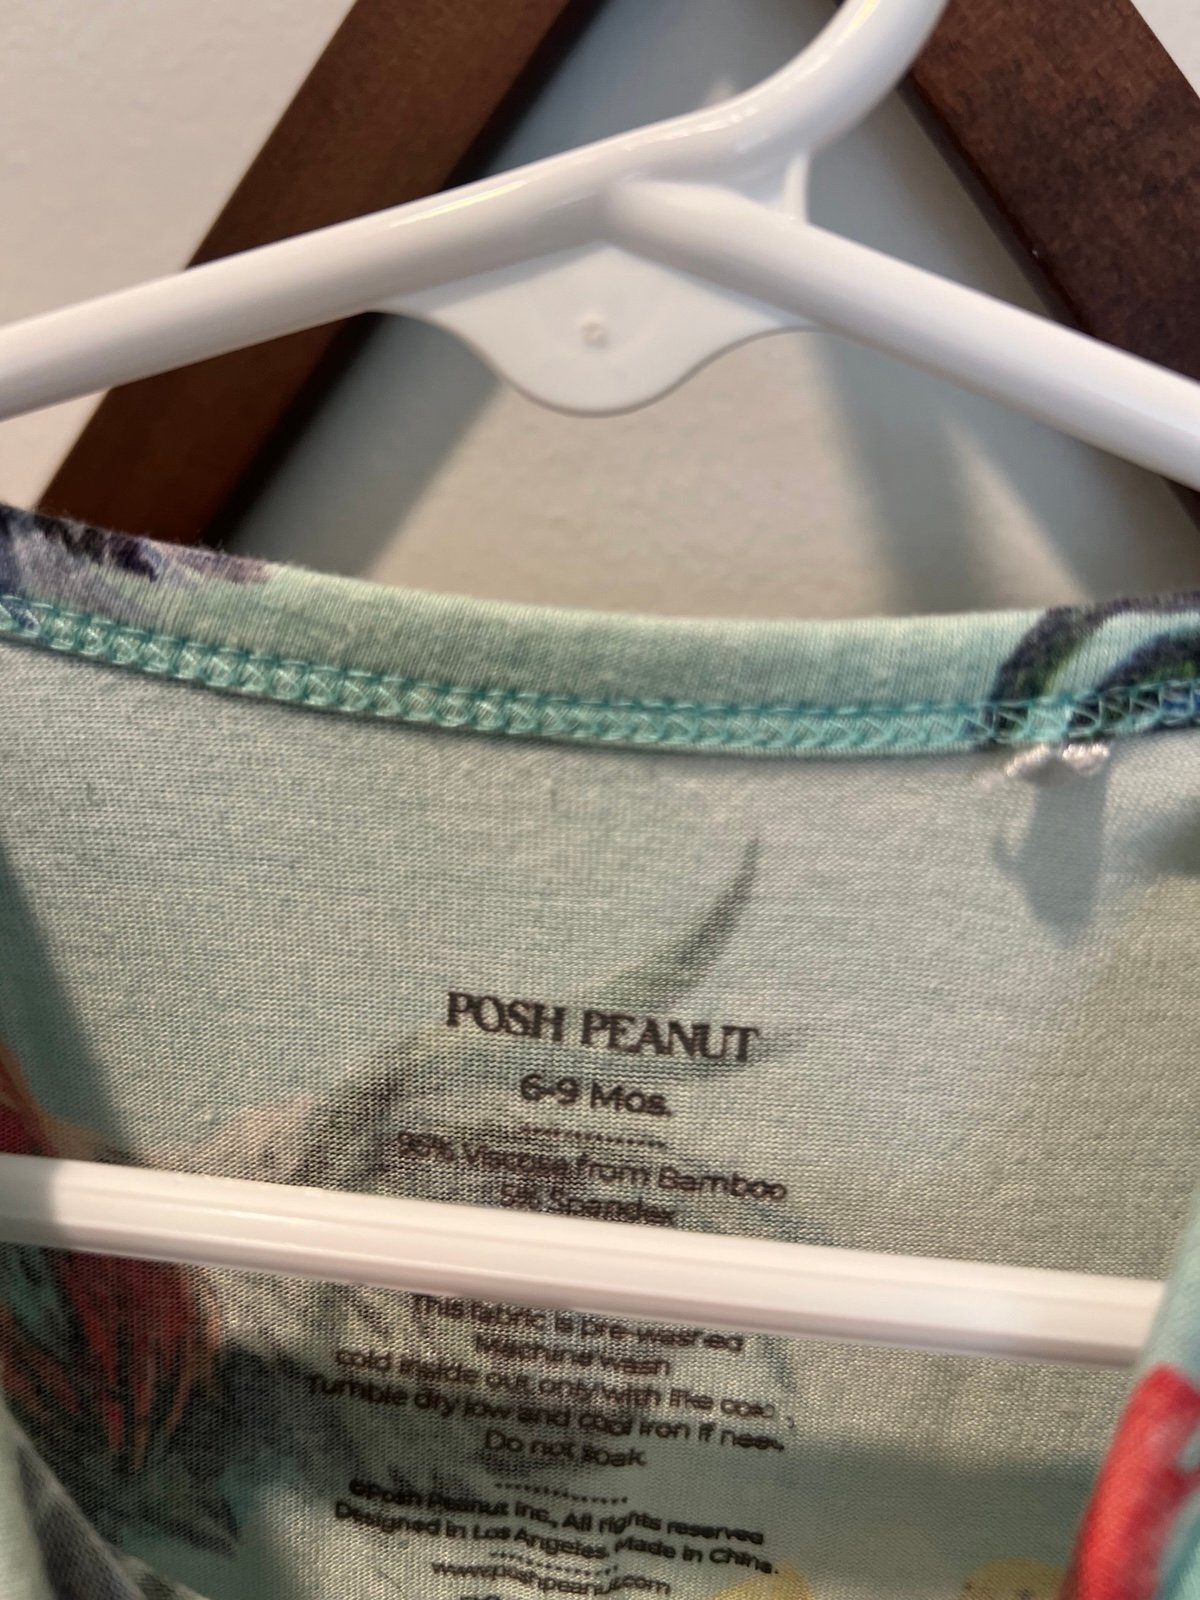 POSH PEANUT
6-9 Mos.
95% Viscose from Bamboo
5% Spandex
This fabric is pre-washed
Machine wash
cold inside out, only with like
Tumble dry low and cool iron if
Do not soak
©Posh Peanut Inc., All rights reserved
Designed in Los Angeles, Made in China.
www.poshpeanut.com